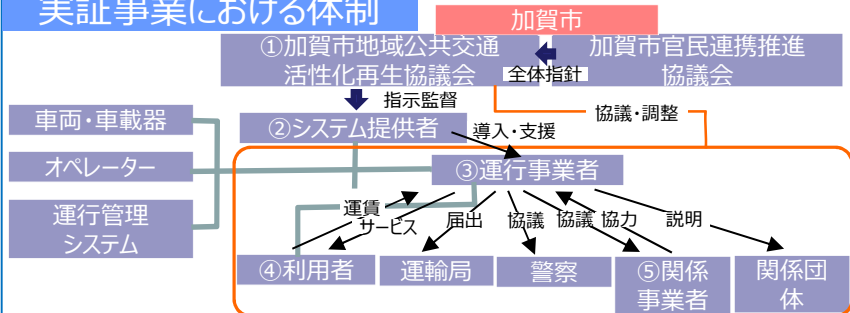 実証事業における体制
加賀市
①加賀市地域公共交通
活性化再生協議会
加賀市官民連携推進
協議会
全体指針
指示監督
協議・調整
車両・車載器
②システム提供者
導入・支援
オペレーター
③運行事業者
運行管理
システム
運賃
サービス
届出
協議
協議
協力
説明
④利用者
運輸局
警察
⑤関係
事業者
関係団
体